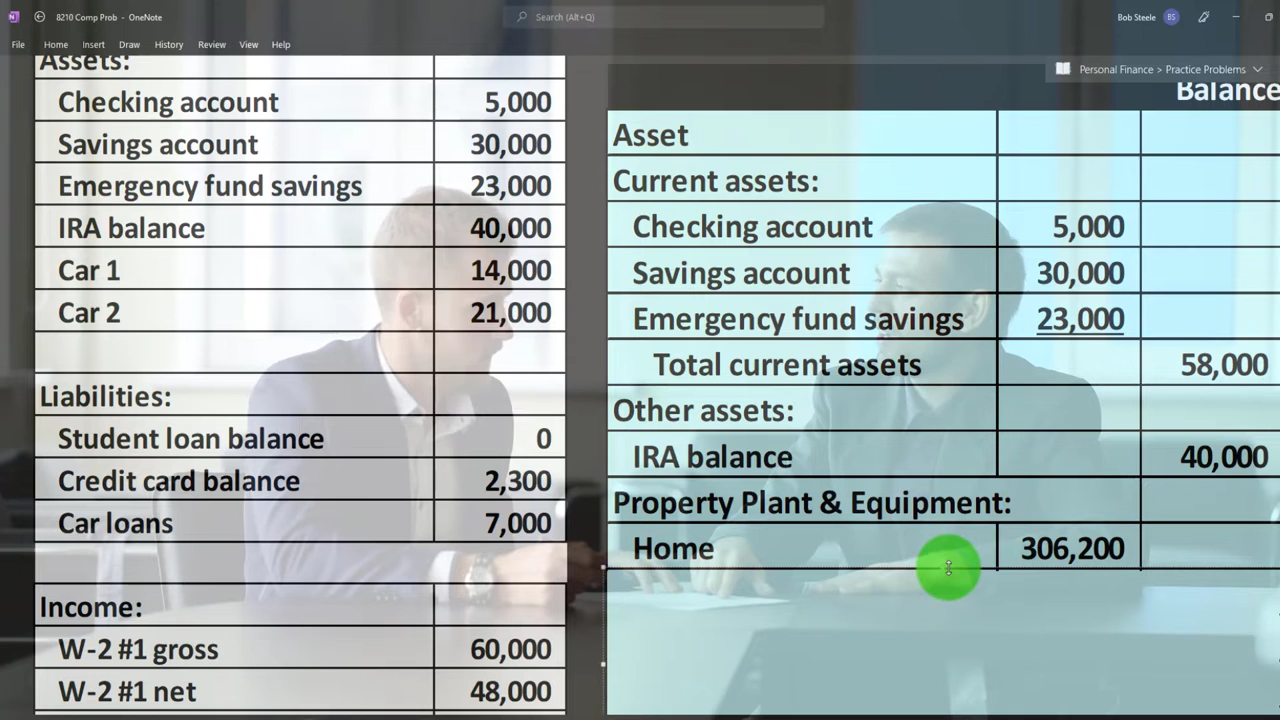 8210 Comp Prob - OneNote
Search (Alt+Q)
Bob Steele
BS
File Home Insert Draw History Review View Help
Personal Finance > Practice Problems
Assets:
Checking account 5,000
Savings account 30,000
Emergency fund savings 23,000
IRA balance 40,000
Car 1 14,000
Car 2 21,000
Liabilities:
Student loan balance 0
Credit card balance 2,300
Car loans 7,000
Income:
W-2 #1 gross 60,000
W-2 #1 net 48,000
Balance
Asset
Current assets:
Checking account 5,000
Savings account 30,000
Emergency fund savings 23,000
Total current assets 58,000
Other assets:
IRA balance 40,000
Property Plant & Equipment:
Home 306,200